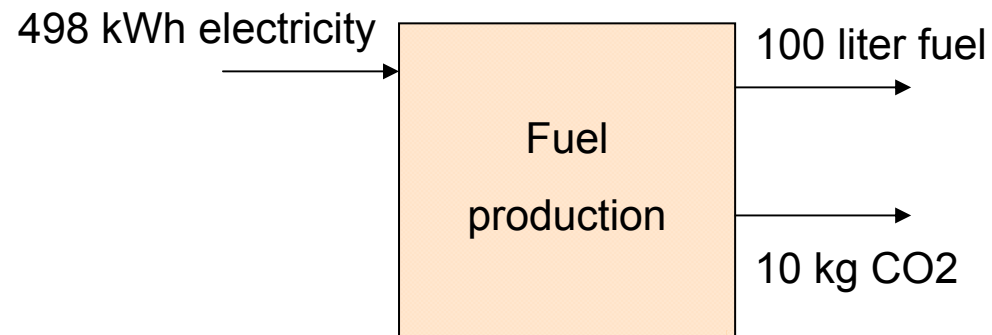 498 kWh electricity
100 liter fuel
Fuel
production
10 kg CO2